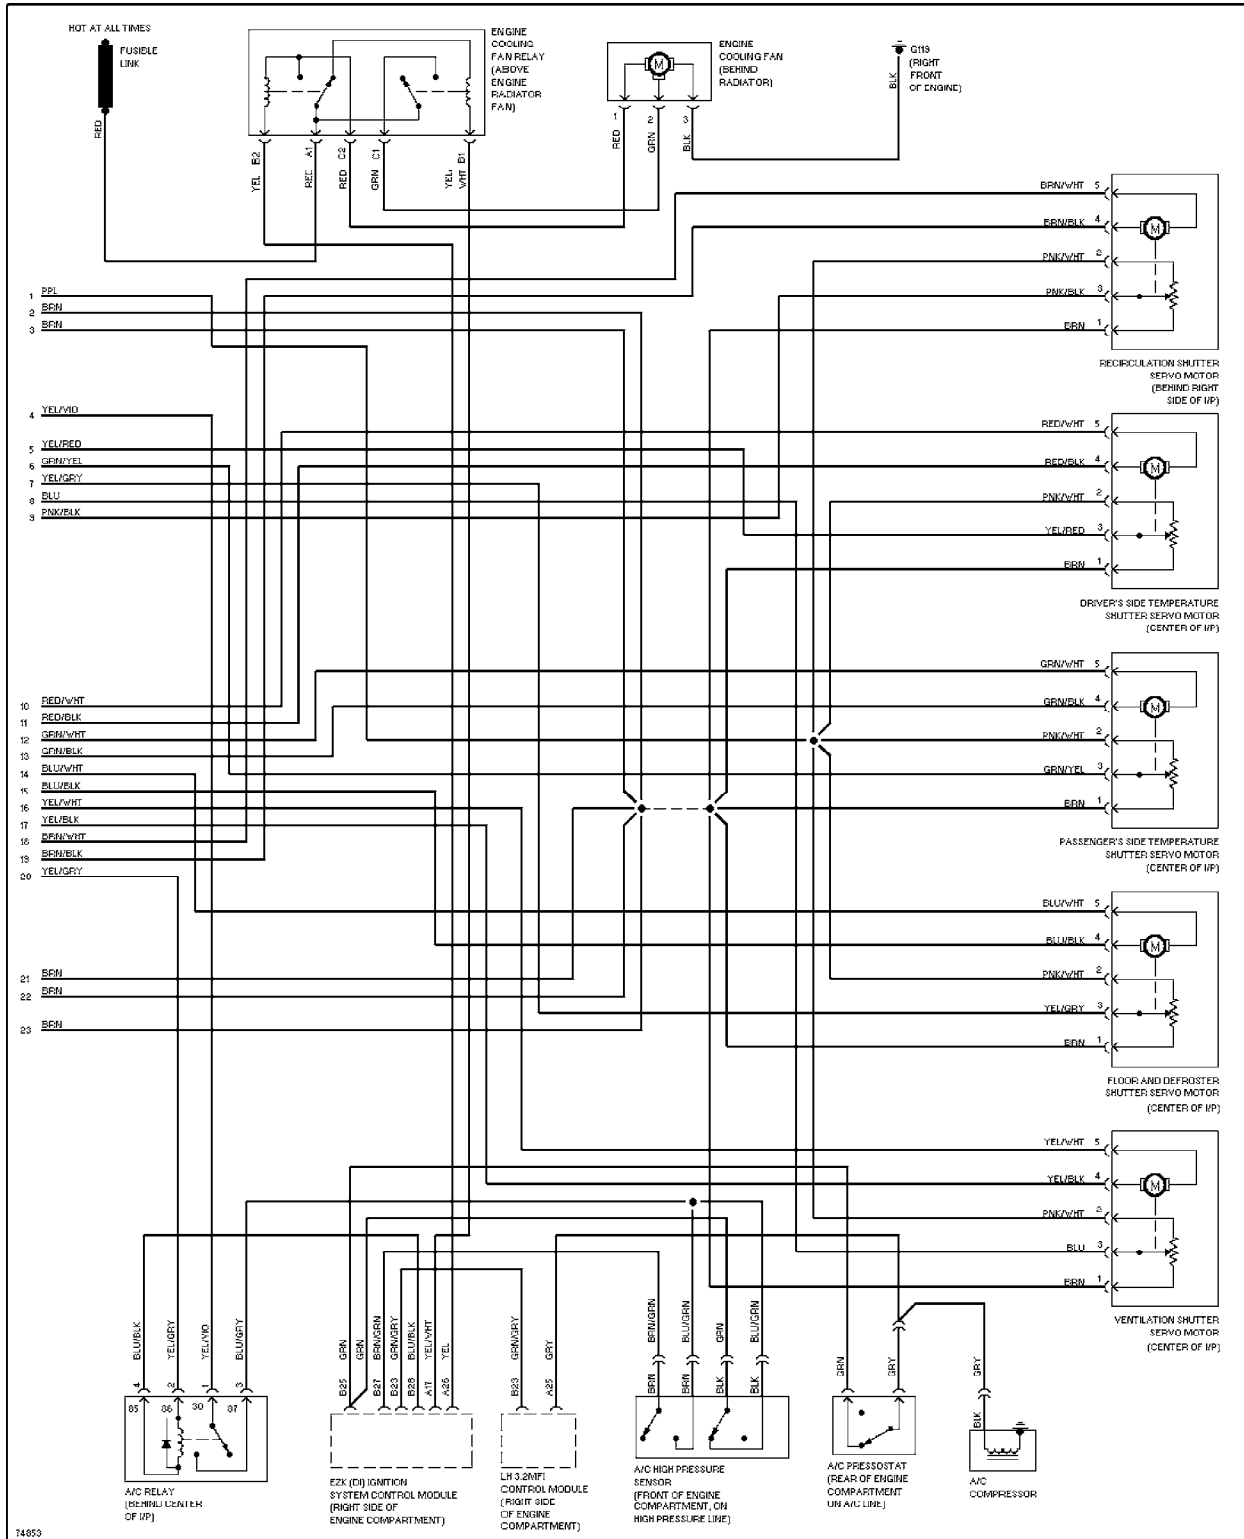 HOT AT ALL TIMES
FUSIBLE
LINK
RED
ENGINE
COOLING
FAN RELAY
(ABOVE
ENGINE
RADIATOR
FAN)
B2
A1
C2
C1
B1
YEL
RED
RED
GRN
YEL/
WHT
ENGINE
COOLING FAN
(BEHIND
RADIATOR)
M
1
2
3
RED
GRN
BLK
BLK
G113
(RIGHT
FRONT
OF ENGINE)
BRN/WHT 5
BRN/BLK 4
M
PNK/WHT 2
PNK/BLK 3
BRN 1
RECIRCULATION SHUTTER
SERVO MOTOR
(BEHIND RIGHT
SIDE OF I/P)
1 PPL
2 BRN
3 BRN
4 YEL/VIO
5 YEL/RED
6 GRN/YEL
7 YEL/GRY
8 BLU
9 PNK/BLK
RED/WHT 5
RED/BLK 4
M
PNK/WHT 2
YEL/RED 3
BRN 1
DRIVER'S SIDE TEMPERATURE
SHUTTER SERVO MOTOR
(CENTER OF I/P)
10 RED/WHT
11 RED/BLK
12 GRN/WHT
13 GRN/BLK
14 BLU/WHT
15 BLU/BLK
16 YEL/WHT
17 YEL/BLK
18 BRN/WHT
19 BRN/BLK
20 YEL/GRY
GRN/WHT 5
GRN/BLK 4
M
PNK/WHT 2
GRN/YEL 3
BRN 1
PASSENGER'S SIDE TEMPERATURE
SHUTTER SERVO MOTOR
(CENTER OF I/P)
21 BRN
22 BRN
23 BRN
BLU/WHT 5
BLU/BLK 4
M
PNK/WHT 2
YEL/GRY 3
BRN 1
FLOOR AND DEFROSTER
SHUTTER SERVO MOTOR
(CENTER OF I/P)
YEL/WHT 5
YEL/BLK 4
M
PNK/WHT 2
BLU 3
BRN 1
VENTILATION SHUTTER
SERVO MOTOR
(CENTER OF I/P)
BLU/BLK
YEL/GRY
YEL/VIO
BLU/GRY
4
2
1
3
85
86
30
87
A/C RELAY
(BEHIND CENTER
OF I/P)
GRN
GRN
BRN/GRN
GRN/GRY
BLU/BLK
YEL/WHT
YEL
B25
B27
B23
B28
A17
A26
EZK (DI) IGNITION
SYSTEM CONTROL MODULE
(RIGHT SIDE OF
ENGINE COMPARTMENT)
GRN/GRY
GRY
B23
A25
LH 3.2 MFI
CONTROL MODULE
(RIGHT SIDE
OF ENGINE
COMPARTMENT)
BRN/GRN
BLU/GRN
GRN
BLU/GRN
BRN
BRN
BLK
BLK
A/C HIGH PRESSURE
SENSOR
(FRONT OF ENGINE
COMPARTMENT, ON
HIGH PRESSURE LINE)
GRN
GRY
A/C PRESSOSTAT
(REAR OF ENGINE
COMPARTMENT
ON A/C LINE)
GRY
BLK
A/C
COMPRESSOR
74853